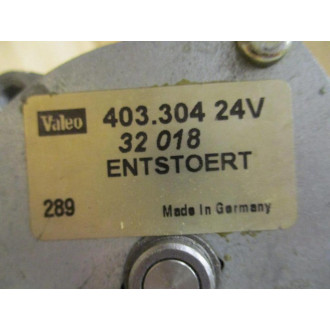 Valeo 403.304 24V
32 018
ENTSTOERT
289 Made In Germany